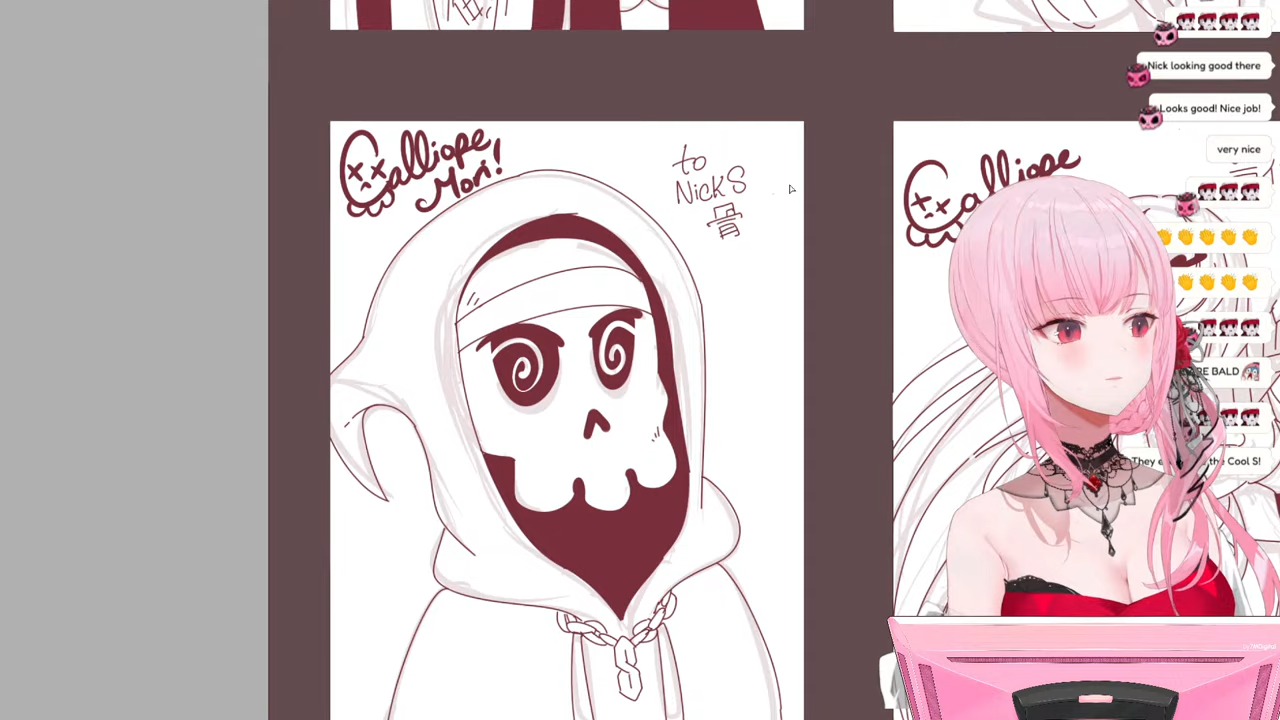 Calliope
Mori!
to
NickS
骨
Calliope
Nick looking good there
Looks good! Nice job!
very nice
BALD
the Cool S!